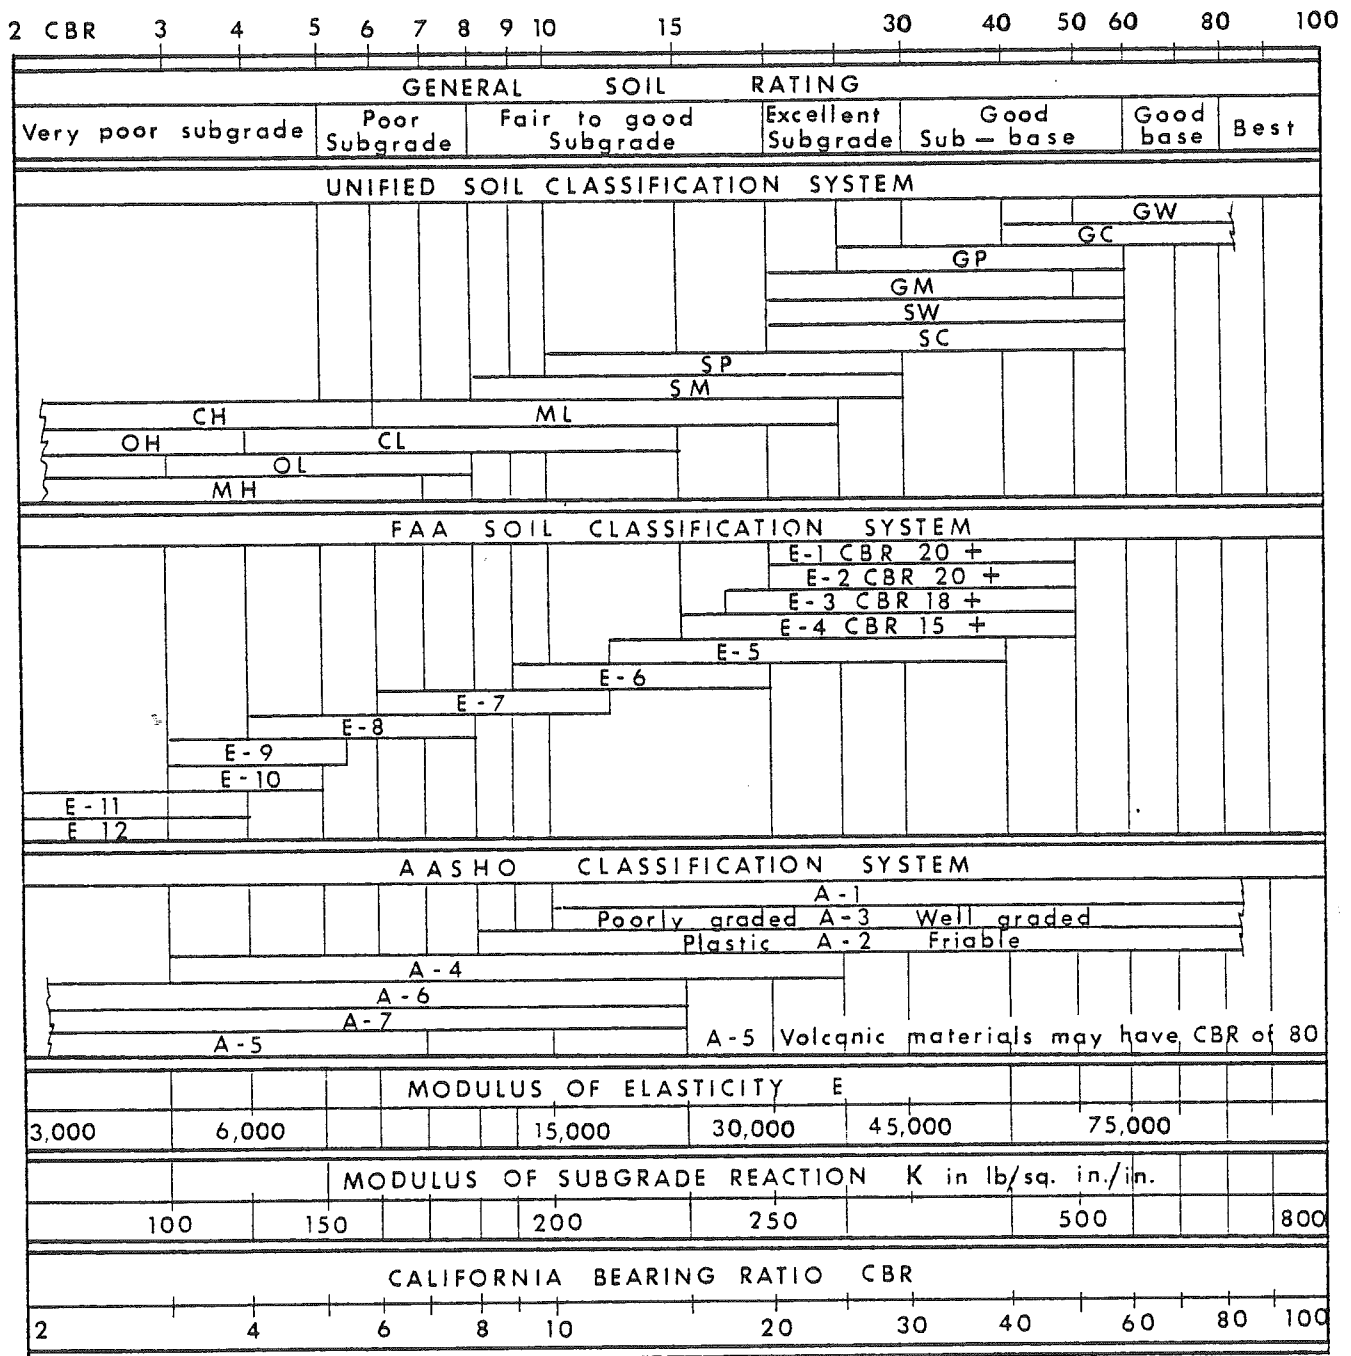 2 CBR 3 4 5 6 7 8 9 10 15 30 40 50 60 80 100
GENERAL SOIL RATING
Very poor subgrade
Poor
Subgrade
Fair to good
Subgrade
Excellent
Subgrade
Good
Sub - base
Good
base
Best
UNIFIED SOIL CLASSIFICATION SYSTEM
GW
GC
GP
GM
SW
SC
SP
SM
CH ML
OH CL
OL
MH
FAA SOIL CLASSIFICATION SYSTEM
E-1 CBR 20 +
E-2 CBR 20 +
E-3 CBR 18 +
E-4 CBR 15 +
E-5
E-6
E-7
E-8
E-9
E-10
E-11
E 12
AASHO CLASSIFICATION SYSTEM
A-1
Poorly graded A-3 Well graded
Plastic A-2 Friable
A-4
A-6
A-7
A-5 A-5 Volcanic materials may have CBR of 80
MODULUS OF ELASTICITY E
3,000 6,000 15,000 30,000 45,000 75,000
MODULUS OF SUBGRADE REACTION K in lb/sq. in./in.
100 150 200 250 500 800
CALIFORNIA BEARING RATIO CBR
2 4 6 8 10 20 30 40 60 80 100